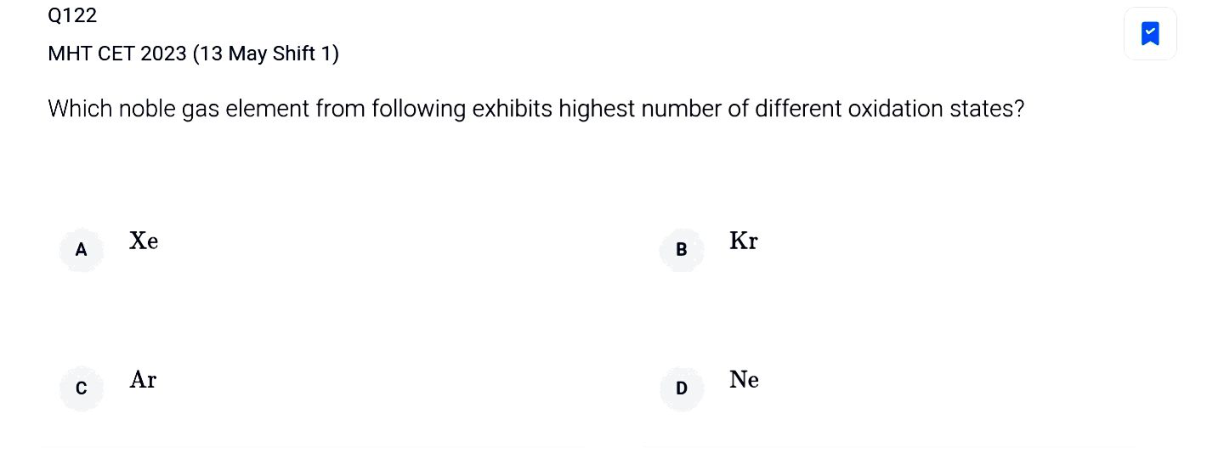 Q122
MHT CET 2023 (13 May Shift 1)
Which noble gas element from following exhibits highest number of different oxidation states?
A Xe
B Kr
C Ar
D Ne